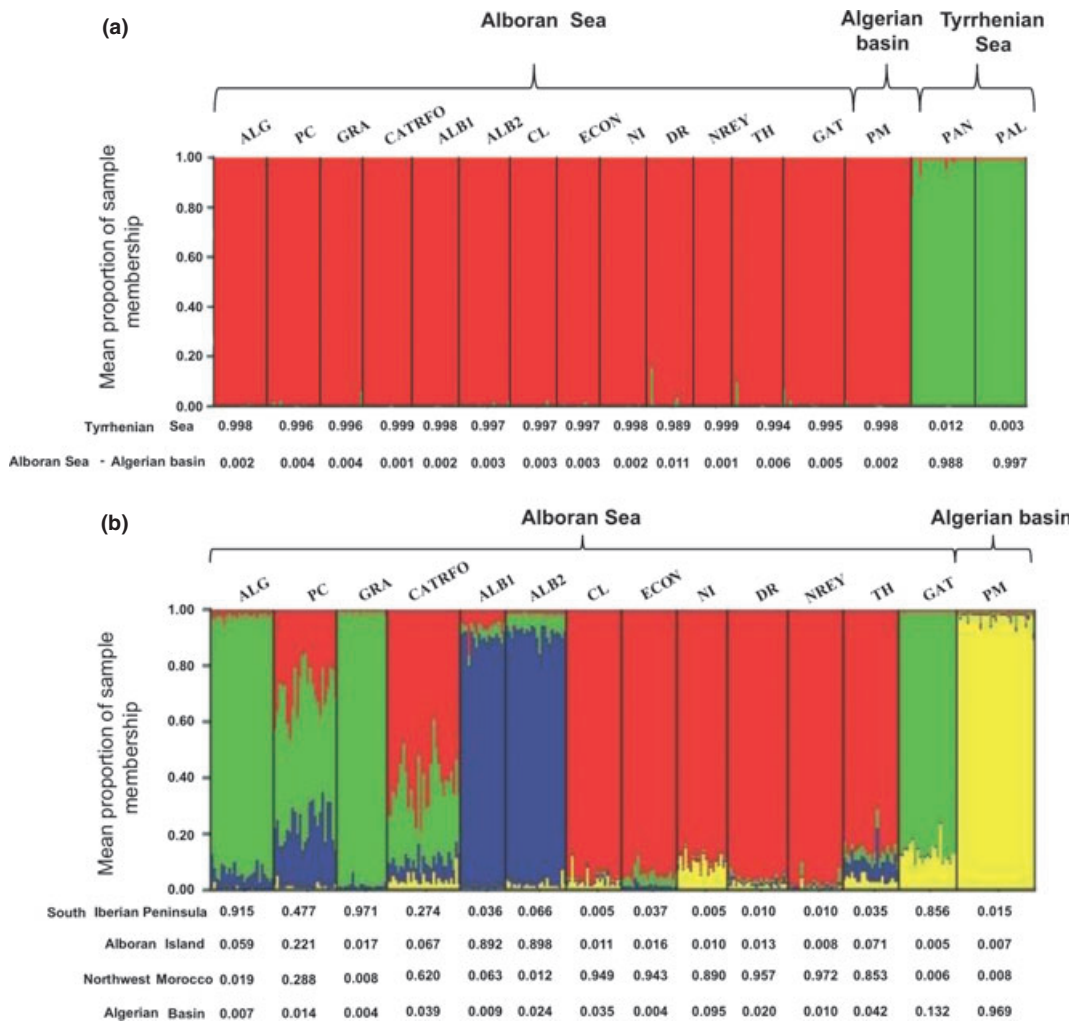 (a)
Alboran Sea
Algerian basin
Tyrrhenian Sea
ALG PC GRA CATRFO ALB1 ALB2 CL ECON NI DR NREY TH GAT PM PAN PAL
Mean proportion of sample membership
1.00
0.80
0.60
0.40
0.20
0.00
Tyrrhenian Sea 0.998 0.996 0.996 0.999 0.998 0.997 0.997 0.997 0.998 0.989 0.999 0.994 0.995 0.998 0.012 0.003
Alboran Sea - Algerian basin 0.002 0.004 0.004 0.001 0.002 0.003 0.003 0.003 0.002 0.011 0.001 0.006 0.005 0.002 0.988 0.997
(b)
Alboran Sea
Algerian basin
ALG PC GRA CATRFO ALB1 ALB2 CL ECON NI DR NREY TH GAT PM
Mean proportion of sample membership
1.00
0.80
0.60
0.40
0.20
0.00
South Iberian Peninsula 0.915 0.477 0.971 0.274 0.036 0.066 0.005 0.037 0.005 0.010 0.010 0.035 0.856 0.015
Alboran Island 0.059 0.221 0.017 0.067 0.892 0.898 0.011 0.016 0.010 0.013 0.008 0.071 0.005 0.007
Northwest Morocco 0.019 0.288 0.008 0.620 0.063 0.012 0.949 0.943 0.890 0.957 0.972 0.853 0.006 0.008
Algerian Basin 0.007 0.014 0.004 0.039 0.009 0.024 0.035 0.004 0.095 0.020 0.010 0.042 0.132 0.969